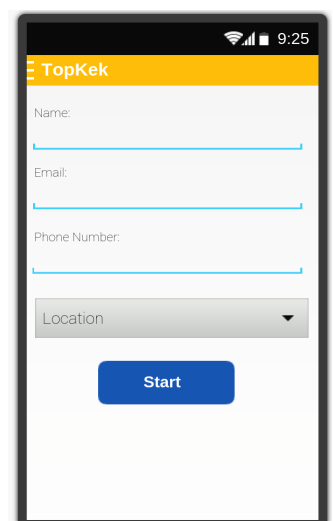 9:25
TopKek
Name:
Email:
Phone Number:
Location
Start